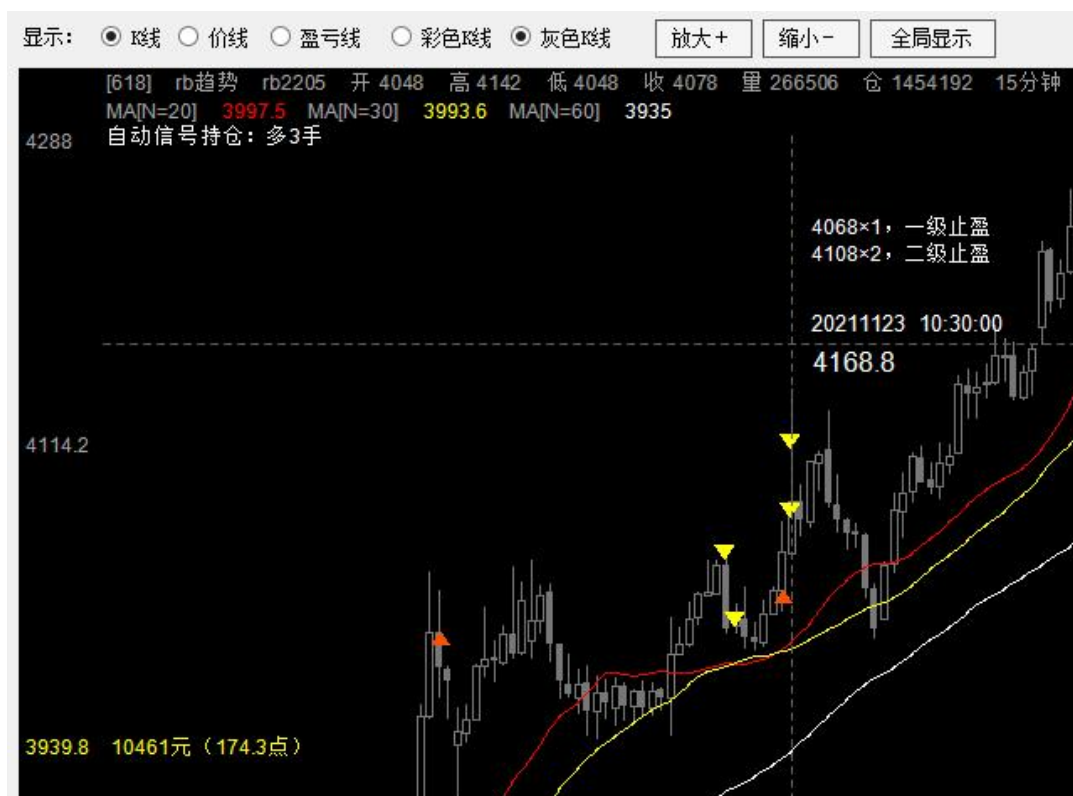 显示: K线 价线 盈亏线 彩色K线 灰色K线 放大+ 缩小- 全局显示
[618] rb趋势 rb2205 开 4048 高 4142 低 4048 收 4078 量 266506 仓 1454192 15分钟
MA[N=20] 3997.5 MA[N=30] 3993.6 MA[N=60] 3935
自动信号持仓: 多3手
4288
4068×1, 一级止盈
4108×2, 二级止盈
20211123 10:30:00
4168.8
4114.2
3939.8 10461元 (174.3点)